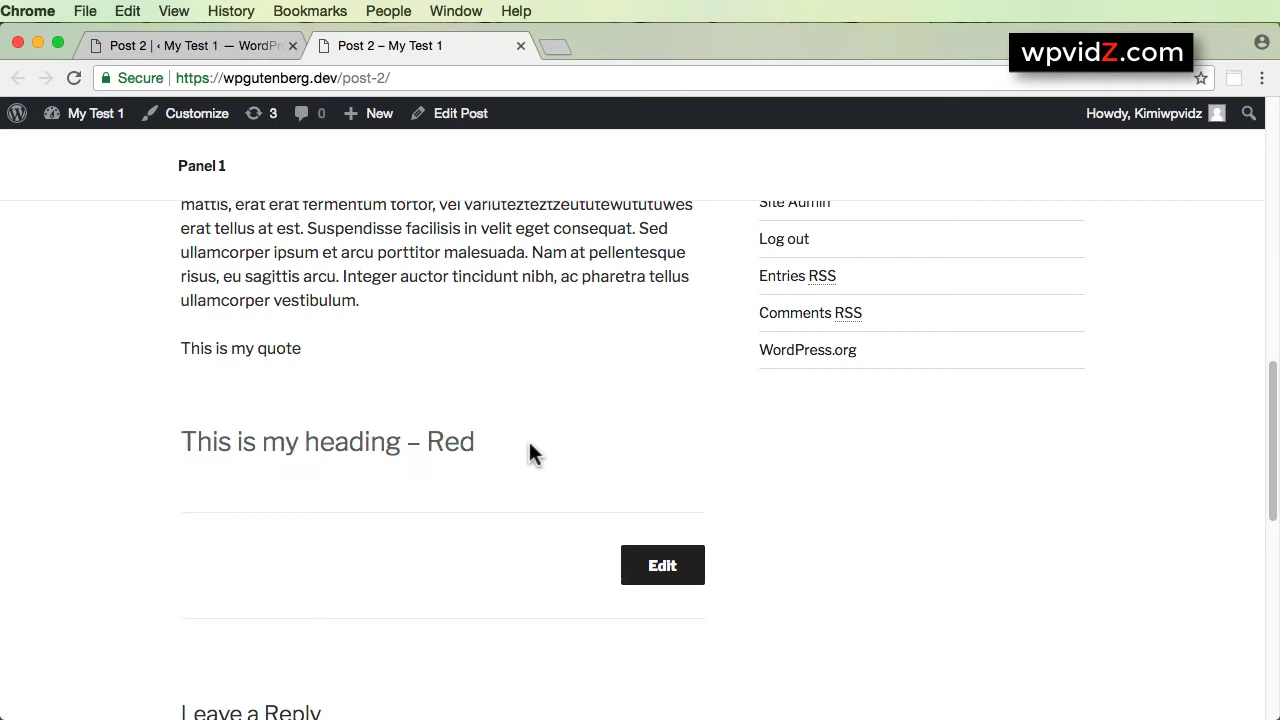 Chrome File Edit View History Bookmarks People Window Help
Post 2 | ‹ My Test 1 — WordPr
Post 2 – My Test 1
wpvidZ.com
Secure https://wpgutenberg.dev/post-2/
My Test 1 Customize 3 0 New Edit Post Howdy, Kimiwpvidz
Panel 1
mattis, erat erat fermentum tortor, vel variutezteztzeututewututuwes
erat tellus at est. Suspendisse facilisis in velit eget consequat. Sed
ullamcorper ipsum et arcu porttitor malesuada. Nam at pellentesque
risus, eu sagittis arcu. Integer auctor tincidunt nibh, ac pharetra tellus
ullamcorper vestibulum.
This is my quote
This is my heading – Red
Edit
Leave a Reply
Site Admin
Log out
Entries RSS
Comments RSS
WordPress.org